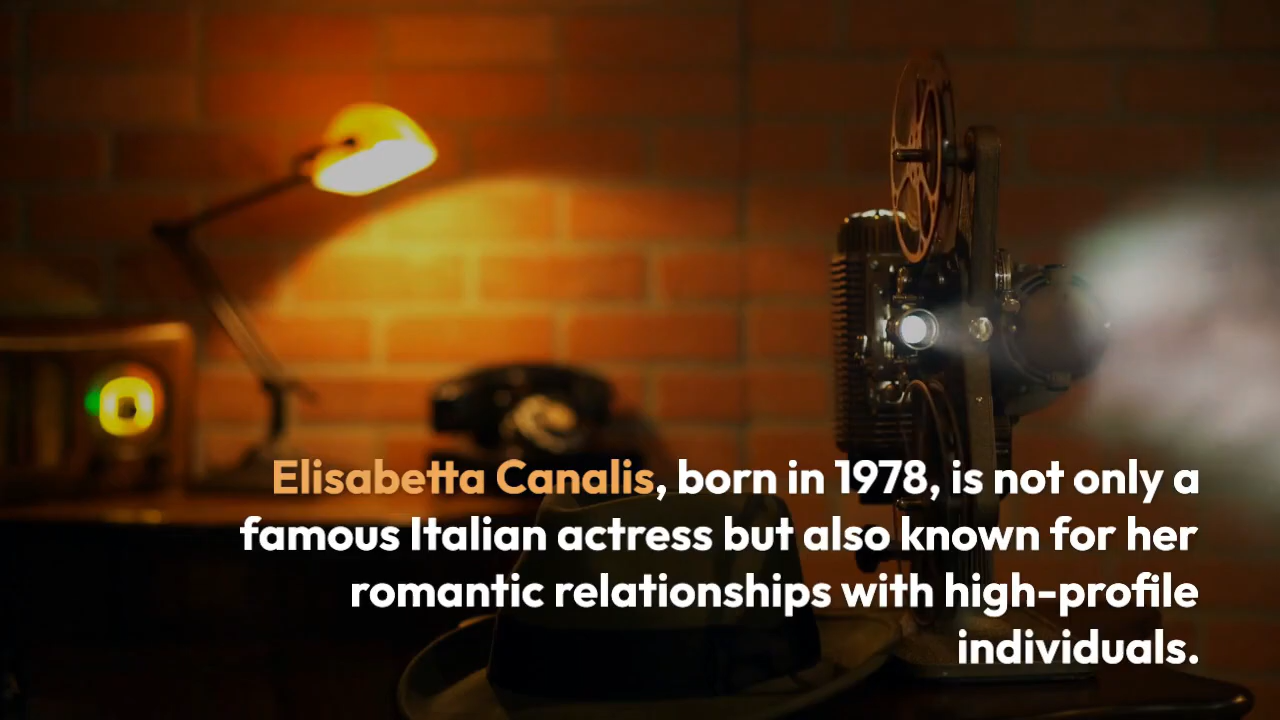 Elisabetta Canalis, born in 1978, is not only a
famous Italian actress but also known for her
romantic relationships with high-profile
individuals.